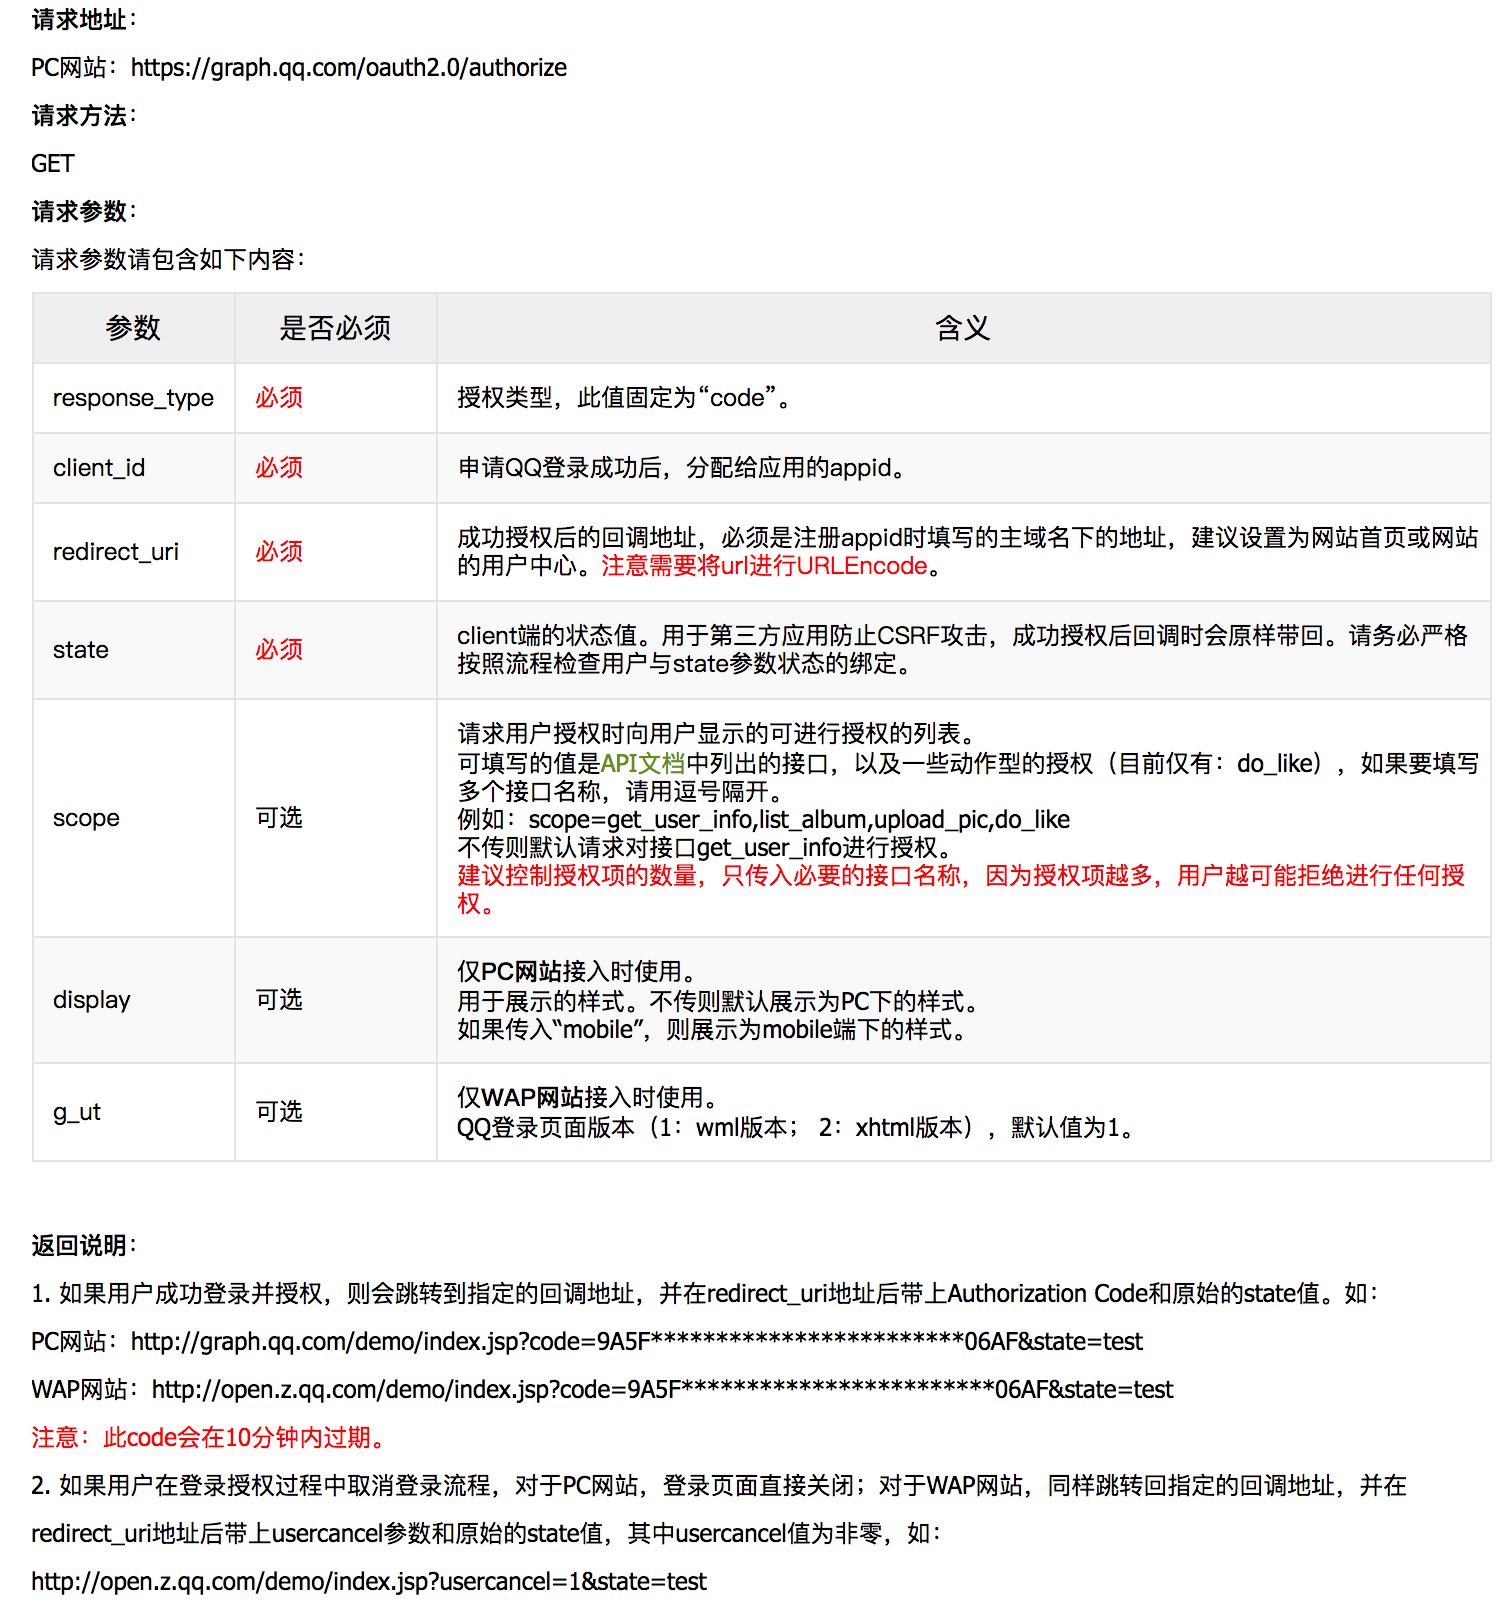 请求地址：
PC网站：https://graph.qq.com/oauth2.0/authorize
请求方法：
GET
请求参数：
请求参数请包含如下内容：
参数 是否必须 含义
response_type 必须 授权类型，此值固定为“code”。
client_id 必须 申请QQ登录成功后，分配给应用的appid。
redirect_uri 必须 成功授权后的回调地址，必须是注册appid时填写的主域名下的地址，建议设置为网站首页或网站
的用户中心。注意需要将url进行URLEncode。
state 必须 client端的状态值。用于第三方应用防止CSRF攻击，成功授权后回调时会原样带回。请务必严格
按照流程检查用户与state参数状态的绑定。
scope 可选 请求用户授权时向用户显示的可进行授权的列表。
可填写的值是API文档中列出的接口，以及一些动作型的授权（目前仅有：do_like），如果要填写
多个接口名称，请用逗号隔开。
例如：scope=get_user_info,list_album,upload_pic,do_like
不传则默认请求对接口get_user_info进行授权。
建议控制授权项的数量，只传入必要的接口名称，因为授权项越多，用户越可能拒绝进行任何授
权。
display 可选 仅PC网站接入时使用。
用于展示的样式。不传则默认展示为PC下的样式。
如果传入“mobile”，则展示为mobile端下的样式。
g_ut 可选 仅WAP网站接入时使用。
QQ登录页面版本（1：wml版本； 2：xhtml版本），默认值为1。
返回说明：
1. 如果用户成功登录并授权，则会跳转到指定的回调地址，并在redirect_uri地址后带上Authorization Code和原始的state值。如：
PC网站：http://graph.qq.com/demo/index.jsp?code=9A5F************************06AF&state=test
WAP网站：http://open.z.qq.com/demo/index.jsp?code=9A5F************************06AF&state=test
注意：此code会在10分钟内过期。
2. 如果用户在登录授权过程中取消登录流程，对于PC网站，登录页面直接关闭；对于WAP网站，同样跳转回指定的回调地址，并在
redirect_uri地址后带上usercancel参数和原始的state值，其中usercancel值为非零，如：
http://open.z.qq.com/demo/index.jsp?usercancel=1&state=test